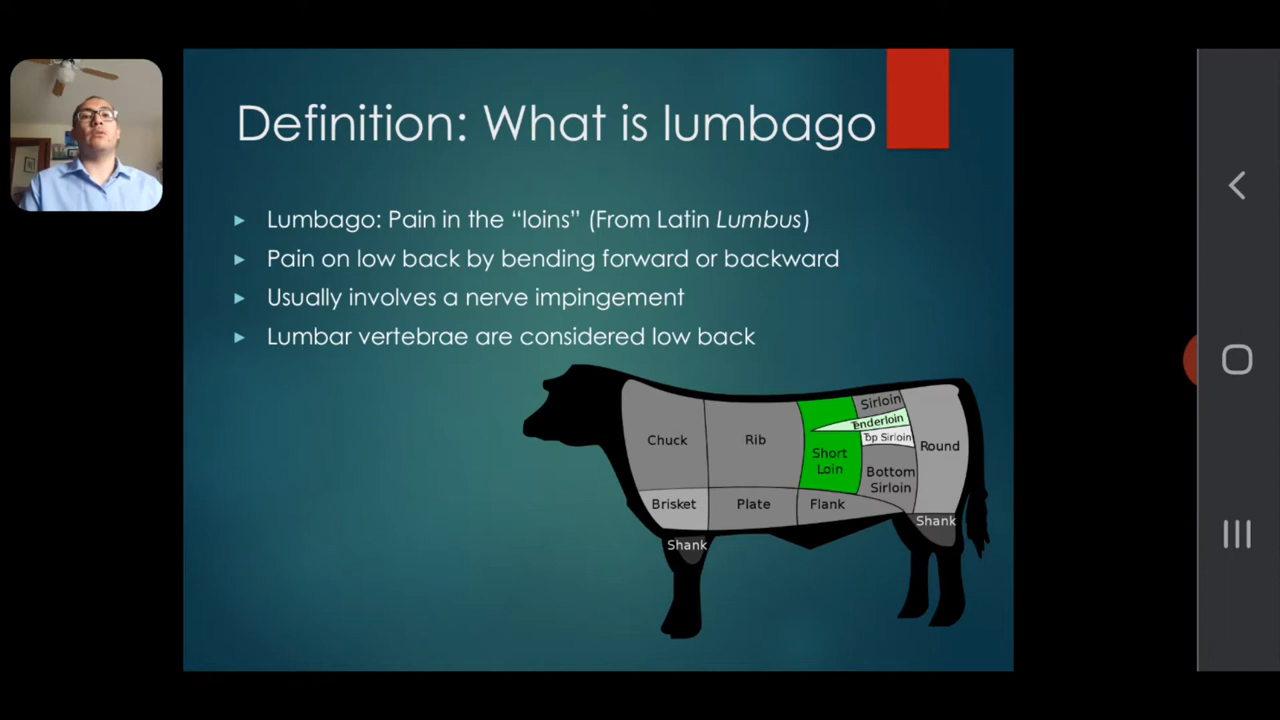 Definition: What is lumbago
Lumbago: Pain in the “loins” (From Latin Lumbus)
Pain on low back by bending forward or backward
Usually involves a nerve impingement
Lumbar vertebrae are considered low back
Chuck
Rib
Short
Loin
Sirloin
Tenderloin
Top Sirloin
Bottom
Sirloin
Round
Brisket
Plate
Flank
Shank
Shank